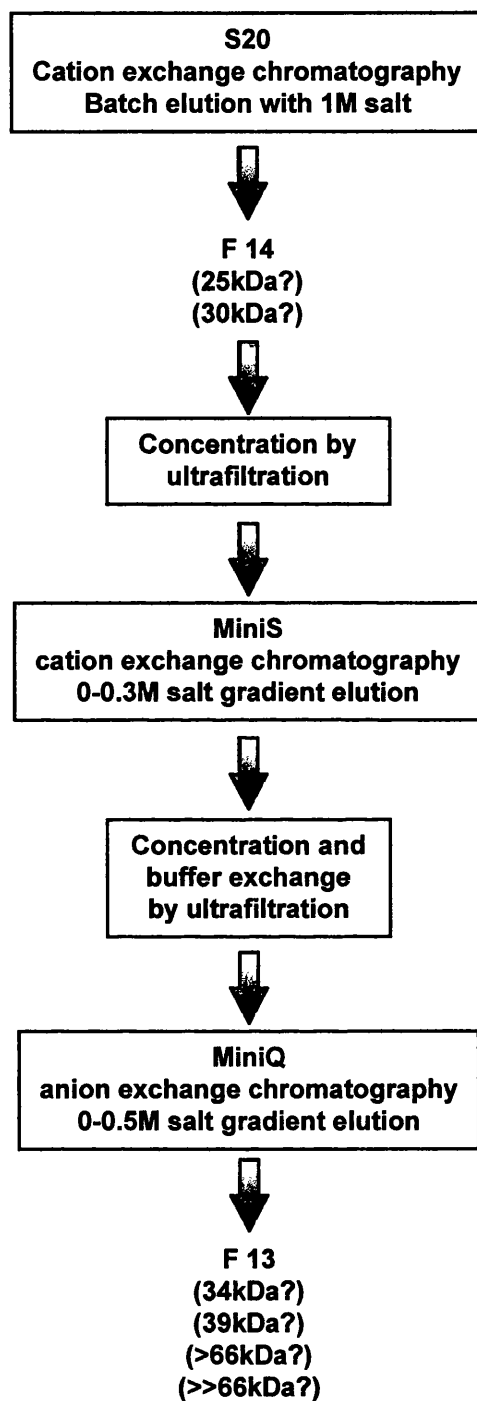 S20
Cation exchange chromatography
Batch elution with 1M salt
F 14
(25kDa?)
(30kDa?)
Concentration by
ultrafiltration
MiniS
cation exchange chromatography
0-0.3M salt gradient elution
Concentration and
buffer exchange
by ultrafiltration
MiniQ
anion exchange chromatography
0-0.5M salt gradient elution
F 13
(34kDa?)
(39kDa?)
(>66kDa?)
(>>66kDa?)